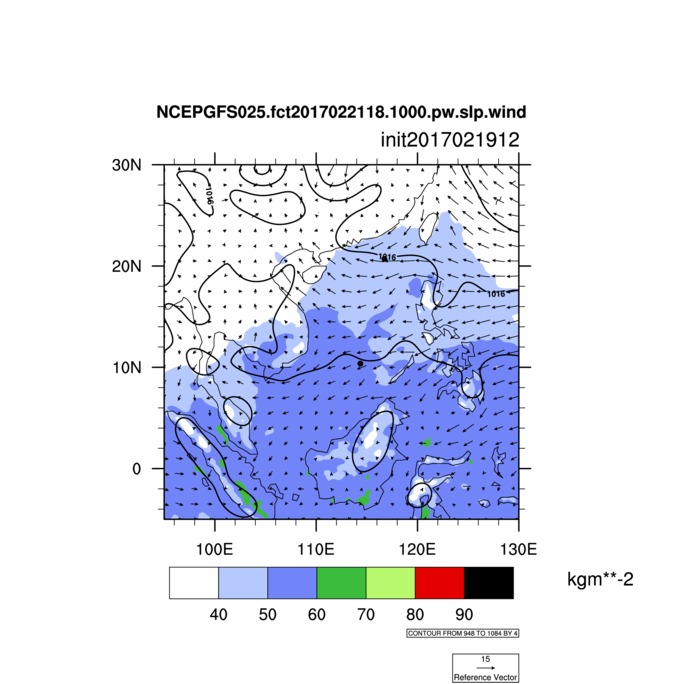 NCEPGFS025.fct2017022118.1000.pw.slp.wind
init2017021912
30N
1016
20N
1016
1016
10N
0
100E 110E 120E 130E
kgm**-2
40 50 60 70 80 90
CONTOUR FROM 948 TO 1084 BY 4
15
Reference Vector